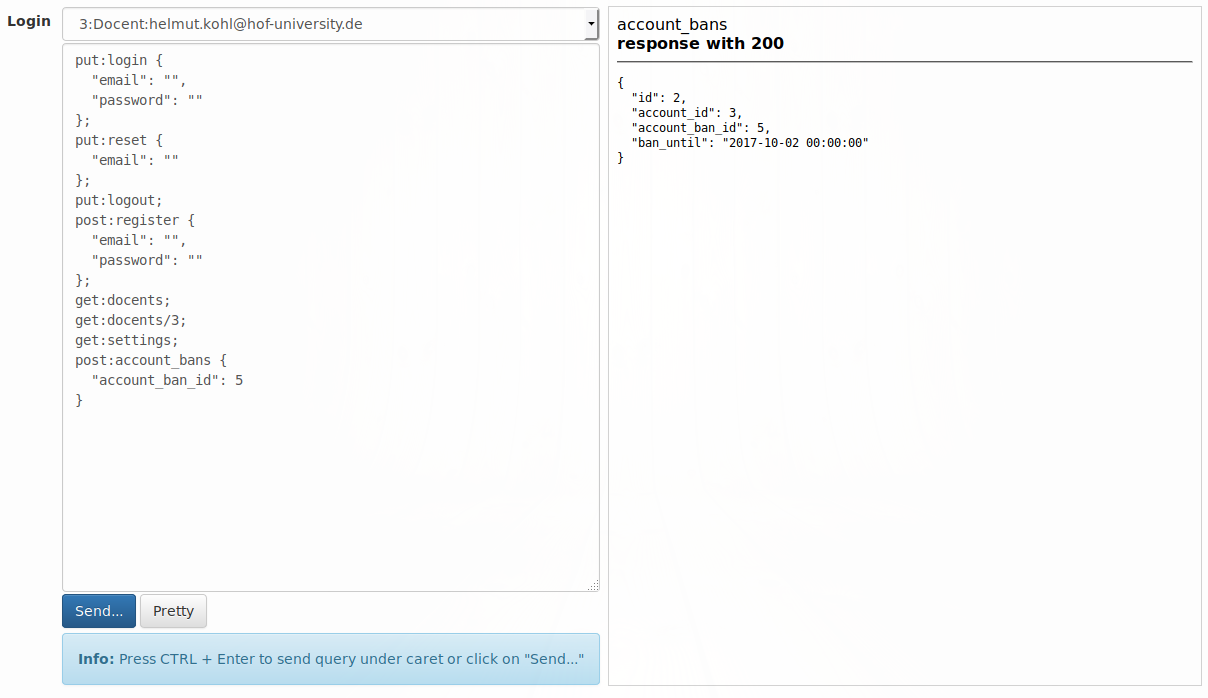 Login
3:Docent:helmut.kohl@hof-university.de
put:login {
  "email": "",
  "password": ""
};
put:reset {
  "email": ""
};
put:logout;
post:register {
  "email": "",
  "password": ""
};
get:docents;
get:docents/3;
get:settings;
post:account_bans {
  "account_ban_id": 5
}
Send...
Pretty
Info: Press CTRL + Enter to send query under caret or click on "Send..."
account_bans
response with 200
{
  "id": 2,
  "account_id": 3,
  "account_ban_id": 5,
  "ban_until": "2017-10-02 00:00:00"
}